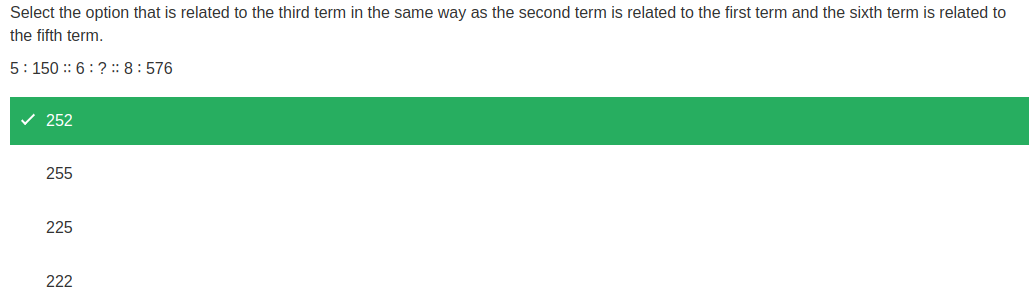 Select the option that is related to the third term in the same way as the second term is related to the first term and the sixth term is related to
the fifth term.
5 : 150 :: 6 : ? :: 8 : 576
252
255
225
222